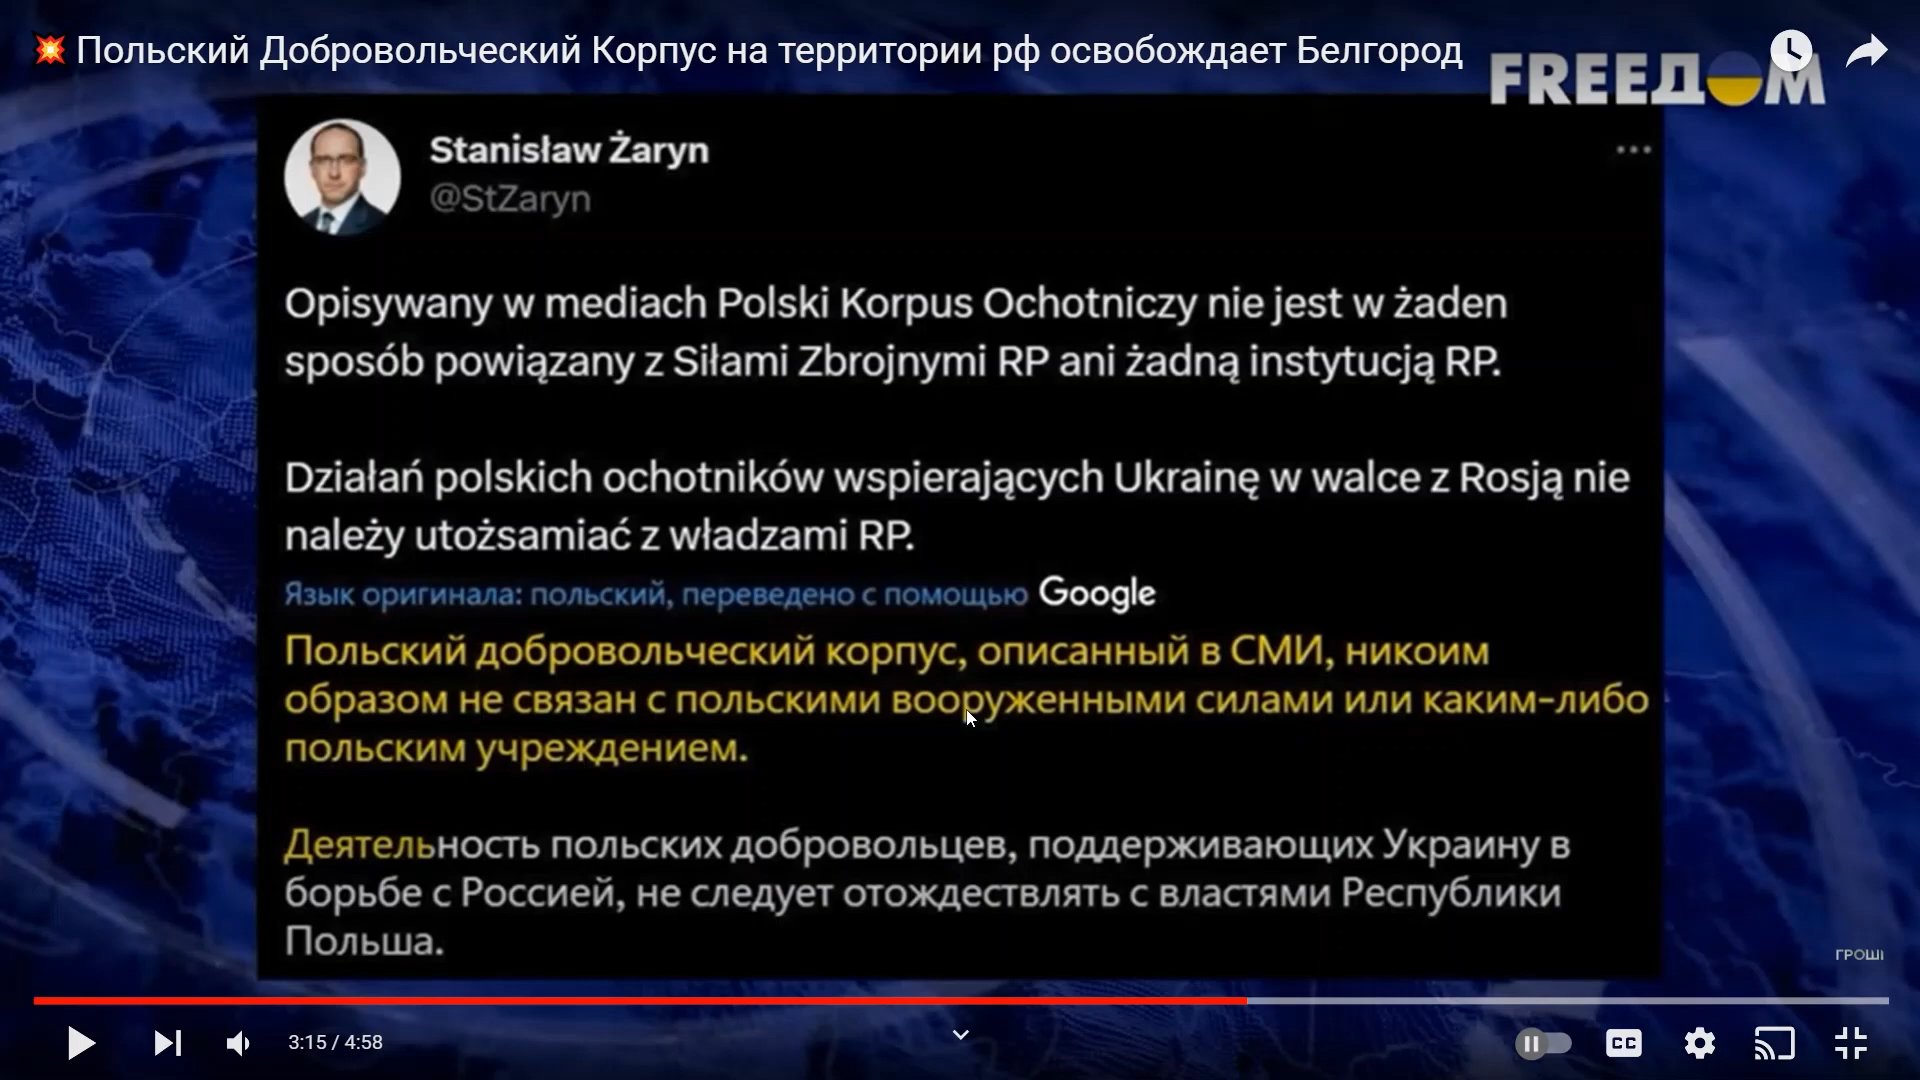 💥 Польский Добровольческий Корпус на территории рф освобождает Белгород
FREEДOM
Stanisław Żaryn
@StZaryn
Opisywany w mediach Polski Korpus Ochotniczy nie jest w żaden
sposób powiązany z Siłami Zbrojnymi RP ani żadną instytucją RP.
Działań polskich ochotników wspierających Ukrainę w walce z Rosją nie
należy utożsamiać z władzami RP.
Язык оригинала: польский, переведено с помощью Google
Польский добровольческий корпус, описанный в СМИ, никоим
образом не связан с польскими вооруженными силами или каким-либо
польским учреждением.
Деятельность польских добровольцев, поддерживающих Украину в
борьбе с Россией, не следует отождествлять с властями Республики
Польша.
ГРОШІ
3:15 / 4:58
CC